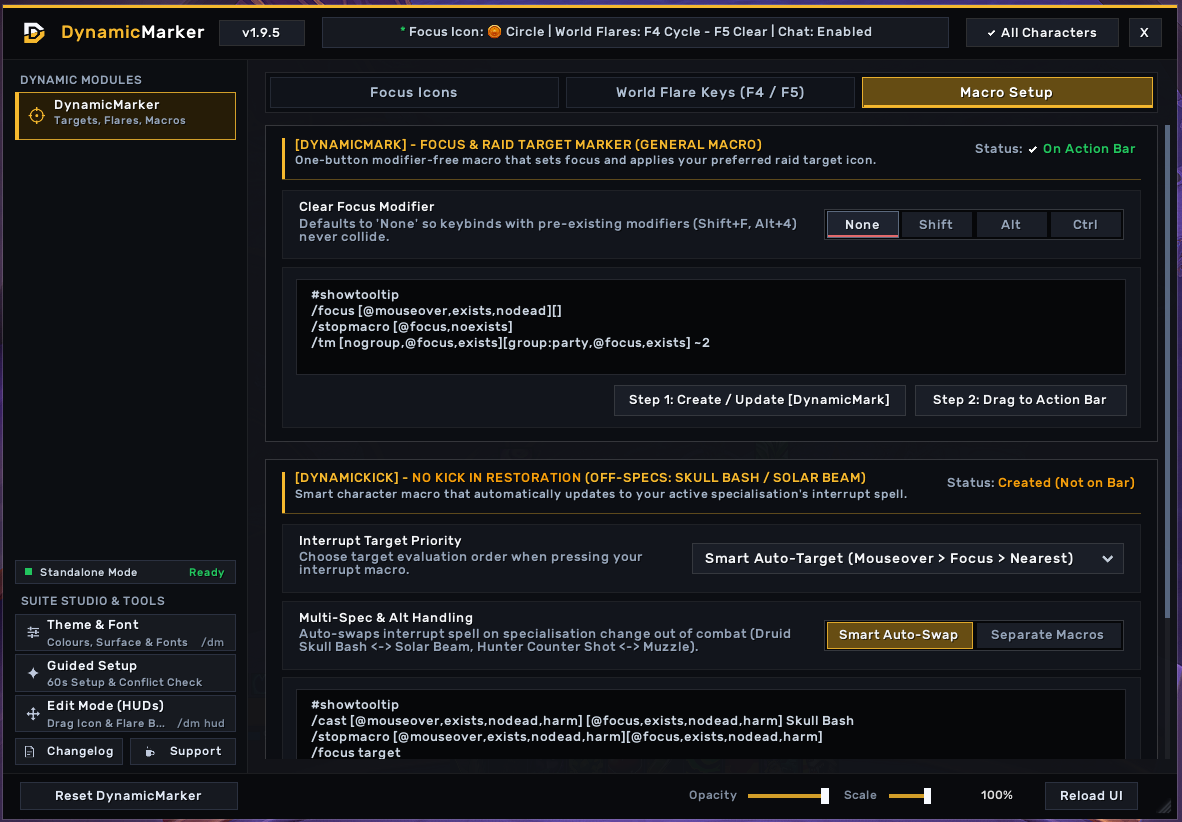 DynamicMarker
v1.9.5
* Focus Icon: Circle | World Flares: F4 Cycle - F5 Clear | Chat: Enabled
✓ All Characters
X
DYNAMIC MODULES
DynamicMarker
Targets, Flares, Macros
Focus Icons
World Flare Keys (F4 / F5)
Macro Setup
[DYNAMICMARK] - FOCUS & RAID TARGET MARKER (GENERAL MACRO)
One-button modifier-free macro that sets focus and applies your preferred raid target icon.
Status: ✓ On Action Bar
Clear Focus Modifier
Defaults to 'None' so keybinds with pre-existing modifiers (Shift+F, Alt+4)
never collide.
None
Shift
Alt
Ctrl
#showtooltip
/focus [@mouseover,exists,nodead][]
/stopmacro [@focus,noexists]
/tm [nogroup,@focus,exists][group:party,@focus,exists] ~2
Step 1: Create / Update [DynamicMark]
Step 2: Drag to Action Bar
[DYNAMICKICK] - NO KICK IN RESTORATION (OFF-SPECS: SKULL BASH / SOLAR BEAM)
Smart character macro that automatically updates to your active specialisation's interrupt spell.
Status: Created (Not on Bar)
Interrupt Target Priority
Choose target evaluation order when pressing your
interrupt macro.
Smart Auto-Target (Mouseover > Focus > Nearest)
Multi-Spec & Alt Handling
Auto-swaps interrupt spell on specialisation change out of combat (Druid
Skull Bash <-> Solar Beam, Hunter Counter Shot <-> Muzzle).
Smart Auto-Swap
Separate Macros
#showtooltip
/cast [@mouseover,exists,nodead,harm] [@focus,exists,nodead,harm] Skull Bash
/stopmacro [@mouseover,exists,nodead,harm][@focus,exists,nodead,harm]
/focus target
Standalone Mode
Ready
SUITE STUDIO & TOOLS
Theme & Font
Colours, Surface & Fonts
/dm
Guided Setup
60s Setup & Conflict Check
Edit Mode (HUDs)
Drag Icon & Flare B...
/dm hud
Changelog
Support
Reset DynamicMarker
Opacity
Scale
100%
Reload UI